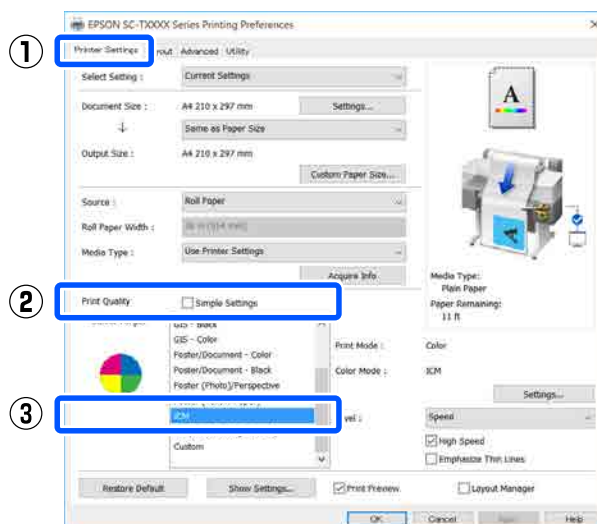 EPSON SC-TXXXX Series Printing Preferences
①
Printer Settings Advanced Utility
Select Setting : Current Settings
Document Size : A4 210 x 297 mm Settings...
Same as Paper Size
Output Size : A4 210 x 297 mm
Custom Paper Size...
Source : Roll Paper
Roll Paper Width :
Media Type : Use Printer Settings
Acquire Info
Media Type:
Plain Paper
Paper Remaining:
11 ft
② Print Quality Simple Settings
GIS - Color
Poster/Document - Color
Poster/Document - Black
Poster (Photo)/Perspective
Print Mode : Color
Color Mode : ICM
Settings...
③ ICM
Speed
Custom
High Speed
Emphasize Thin Lines
Restore Default Show Settings... Print Preview Layout Manager
OK Cancel Help
A